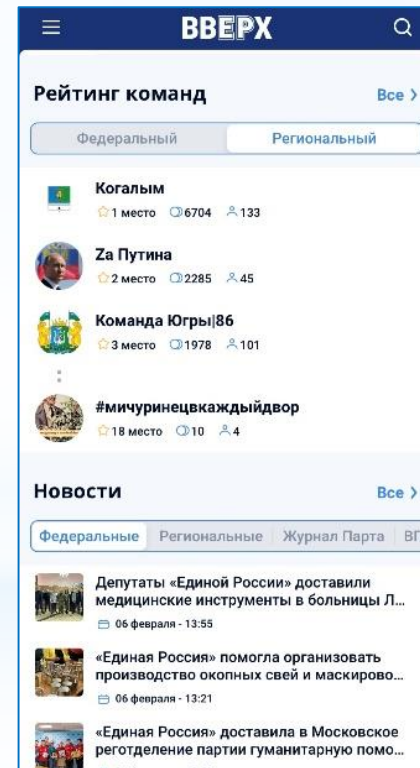 ВВЕРХ
Рейтинг команд
Все >
Федеральный
Региональный
Когалым
1 место 6704 133
Zа Путина
2 место 2285 45
Команда Югры|86
3 место 1978 101
#мичуринецвкаждыйдвор
18 место 10 4
Новости
Все >
Федеральные Региональные Журнал Парта
Депутаты «Единой России» доставили
медицинские инструменты в больницы Л...
06 февраля - 13:55
«Единая Россия» помогла организовать
производство окопных свей и маскирово...
06 февраля - 13:21
«Единая Россия» доставила в Московское
реготделение партии гуманитарную помо...